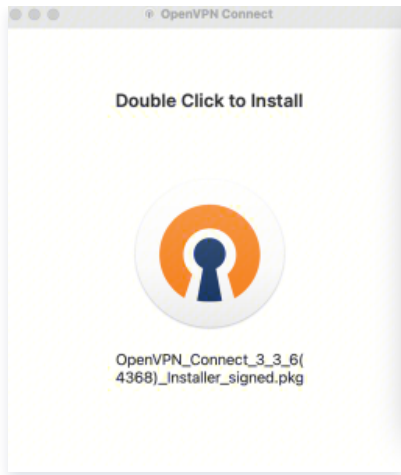 OpenVPN Connect
Double Click to Install
OpenVPN_Connect_3_3_6(
4368)_Installer_signed.pkg